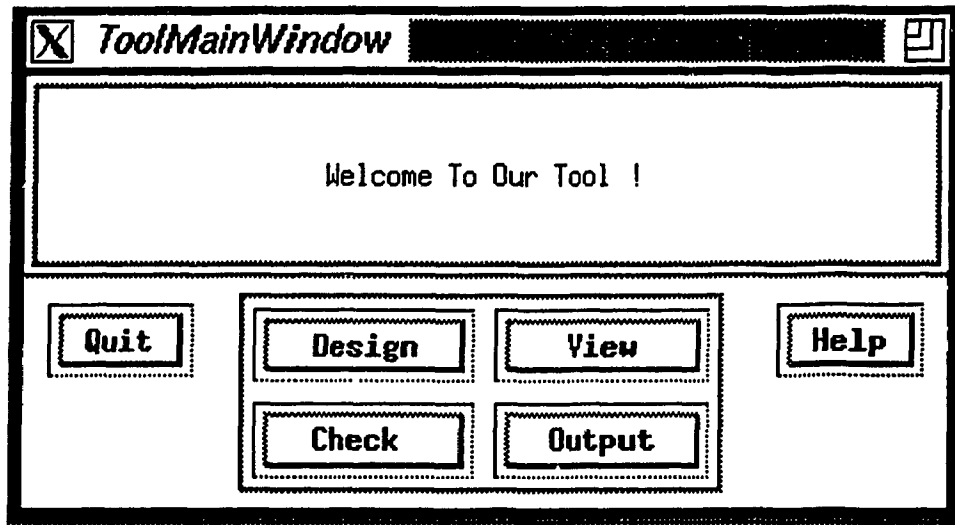 ToolMainWindow
Welcome To Our Tool !
Quit
Design
View
Help
Check
Output